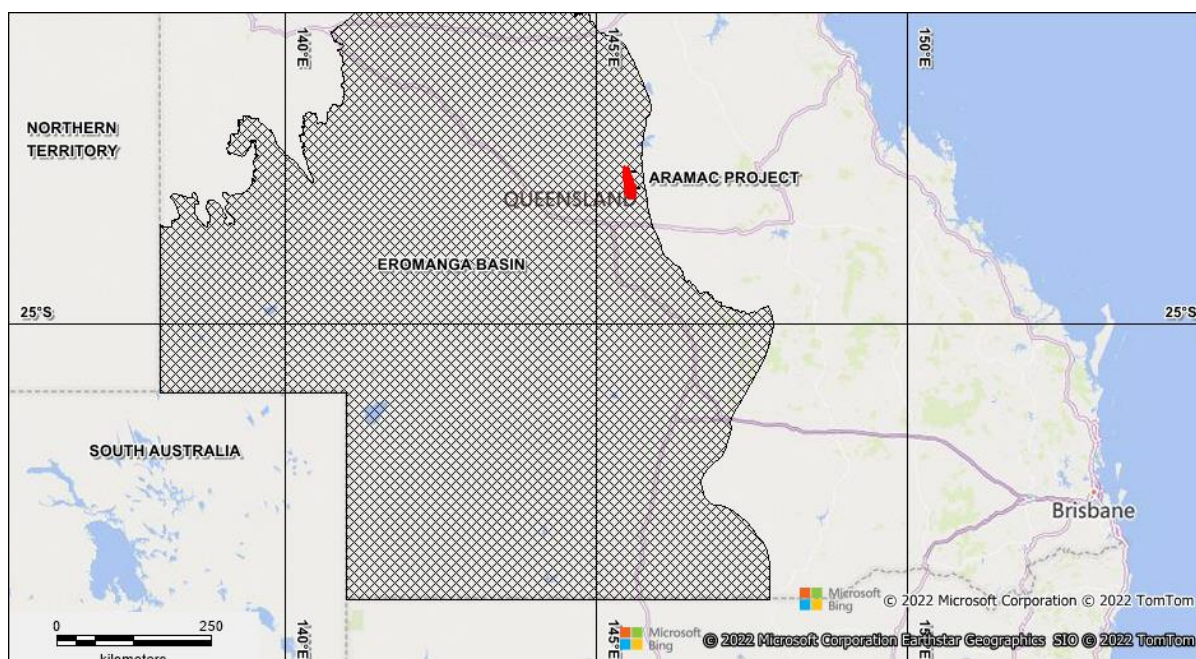 140°E
145°E
150°E
NORTHERN
TERRITORY
ARAMAC PROJECT
QUEENSLAND
EROMANGA BASIN
25°S
25°S
SOUTH AUSTRALIA
Brisbane
Microsoft
Bing
© 2022 Microsoft Corporation © 2022 TomTom
0
250
kilometers
140°E
145°E
Microsoft
Bing
© 2022 Microsoft Corporation Earthstar Geographics SIO © 2022 TomTom